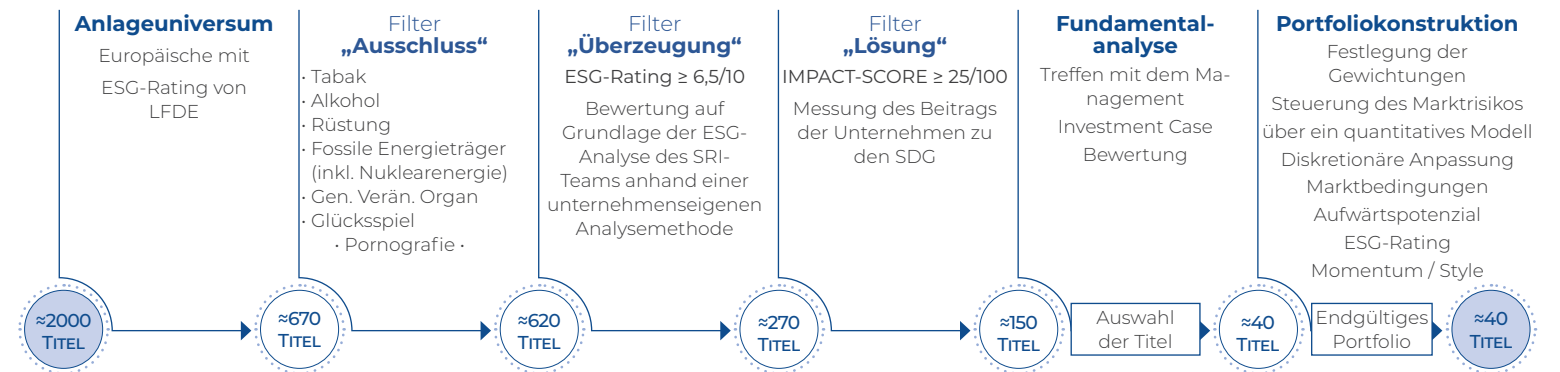 Anlageuniversum
Europäische mit
ESG-Rating von
LFDE
Filter
„Ausschluss“
· Tabak
· Alkohol
· Rüstung
· Fossile Energieträger
(inkl. Nuklearenergie)
· Gen. Verän. Organ
· Glücksspiel
· Pornografie ·
Filter
„Überzeugung“
ESG-Rating ≥ 6,5/10
Bewertung auf
Grundlage der ESG-
Analyse des SRI-
Teams anhand einer
unternehmenseigenen
Analysemethode
Filter
„Lösung“
IMPACT-SCORE ≥ 25/100
Messung des Beitrags
der Unternehmen zu
den SDG
Fundamental-
analyse
Treffen mit dem Ma-
nagement
Investment Case
Bewertung
Portfoliokonstruktion
Festlegung der
Gewichtungen
Steuerung des Marktrisikos
über ein quantitatives Modell
Diskretionäre Anpassung
Marktbedingungen
Aufwärtspotenzial
ESG-Rating
Momentum / Style
≈2000
Titel
≈670
Titel
≈620
Titel
≈270
Titel
≈150
Titel
Auswahl
der Titel
≈40
Titel
Endgültiges
Portfolio
≈40
Titel